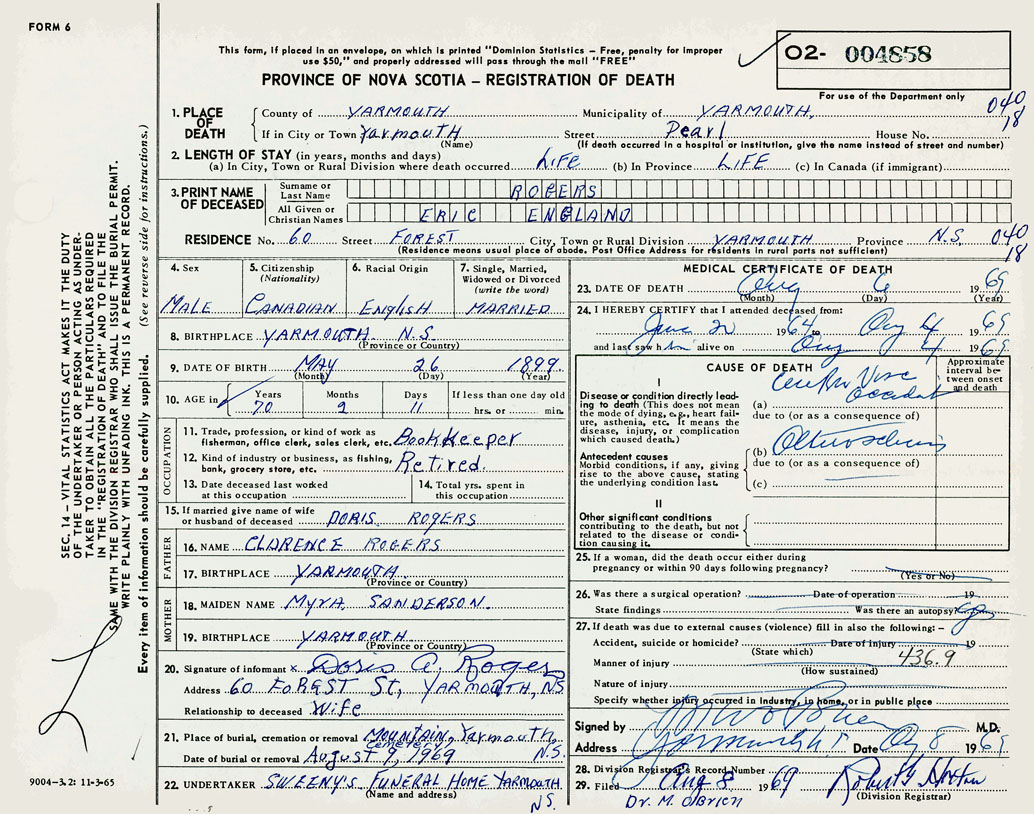 FORM 6
This form, if placed in an envelope, on which is printed "Dominion Statistics – Free, penalty for improper
use $50," and properly addressed will pass through the mail "FREE"
PROVINCE OF NOVA SCOTIA – REGISTRATION OF DEATH
02- 004858
For use of the Department only
040
18
1. PLACE OF DEATH
County of YARMOUTH Municipality of YARMOUTH.
If in City or Town Yarmouth Street Pearl House No.
(Name) (If death occurred in a hospital or institution, give the name instead of street and number)
2. LENGTH OF STAY (in years, months and days)
(a) In City, Town or Rural Division where death occurred LIFE (b) In Province LIFE (c) In Canada (if immigrant)
3. PRINT NAME OF DECEASED
Surname or Last Name ROGERS
All Given or Christian Names ERIC ENGLAND
RESIDENCE No. 60 Street FOREST City, Town or Rural Division YARMOUTH Province N.S. 040
(Residence means usual place of abode. Post Office Address for residents in rural parts not sufficient) 18
4. Sex 5. Citizenship (Nationality) 6. Racial Origin 7. Single, Married, Widowed or Divorced (write the word)
MALE CANADIAN ENGLISH MARRIED
8. BIRTHPLACE YARMOUTH N.S.
(Province or Country)
9. DATE OF BIRTH May 26 1899
(Month) (Day) (Year)
10. AGE in Years Months Days If less than one day old
70 2 11 hrs. or min.
OCCUPATION
11. Trade, profession, or kind of work as
fisherman, office clerk, sales clerk, etc. BookKeeper
12. Kind of industry or business, as fishing,
bank, grocery store, etc. Retired.
13. Date deceased last worked at this occupation
14. Total yrs. spent in this occupation
15. If married give name of wife
or husband of deceased DORIS ROGERS
FATHER
16. NAME CLARENCE ROGERS
17. BIRTHPLACE YARMOUTH
(Province or Country)
MOTHER
18. MAIDEN NAME Myra SANDERSON.
19. BIRTHPLACE YARMOUTH
(Province or Country)
20. Signature of informant x Doris A. Rogers
Address 60 FOREST St, YARMOUTH, NS
Relationship to deceased Wife
21. Place of burial, cremation or removal MOUNTAIN, Yarmouth,
cemetery
Date of burial or removal August 9, 1969 N.S.
22. UNDERTAKER SWEENY'S FUNERAL HOME YARMOUTH
(Name and address) NS.
MEDICAL CERTIFICATE OF DEATH
23. DATE OF DEATH Aug 6 1969
(Month) (Day) (Year)
24. I HEREBY CERTIFY that I attended deceased from:
1964 to Aug 4 1969
and last saw him alive on Aug 4 1969
CAUSE OF DEATH
Approximate interval between onset and death
I
Disease or condition directly leading to death (This does not mean
the mode of dying, e.g., heart failure, asthenia, etc. It means the
disease, injury, or complication
which caused death.)
(a)
due to (or as a consequence of)
Antecedent causes
Morbid conditions, if any, giving
rise to the above cause, stating
the underlying condition last.
(b)
due to (or as a consequence of)
(c)
II
Other significant conditions
contributing to the death, but not
related to the disease or condition causing it.
25. If a woman, did the death occur either during
pregnancy or within 90 days following pregnancy?
(Yes or No)
26. Was there a surgical operation? Date of operation 19
State findings Was there an autopsy?
27. If death was due to external causes (violence) fill in also the following: –
Accident, suicide or homicide? Date of injury 19
(State which) 436.9
Manner of injury
(How sustained)
Nature of injury
Specify whether injury occurred in industry, in home, or in public place
Signed by M.D.
Address Date Aug 8 1969
28. Division Registrar's Record Number
29. Filed Aug 8 1969 Robert G Horton
Dr. M. O'BRIEN (Division Registrar)
SEC. 14 – VITAL STATISTICS ACT MAKES IT THE DUTY
OF THE UNDERTAKER OR PERSON ACTING AS UNDERTAKER TO OBTAIN ALL THE PARTICULARS REQUIRED
IN THE "REGISTRATION OF DEATH" AND TO FILE THE
SAME WITH THE DIVISION REGISTRAR WHO SHALL ISSUE THE BURIAL PERMIT.
WRITE PLAINLY WITH UNFADING INK. THIS IS A PERMANENT RECORD.
Every item of information should be carefully supplied. (See reverse side for instructions.)
9004-3.2: 11-3-65